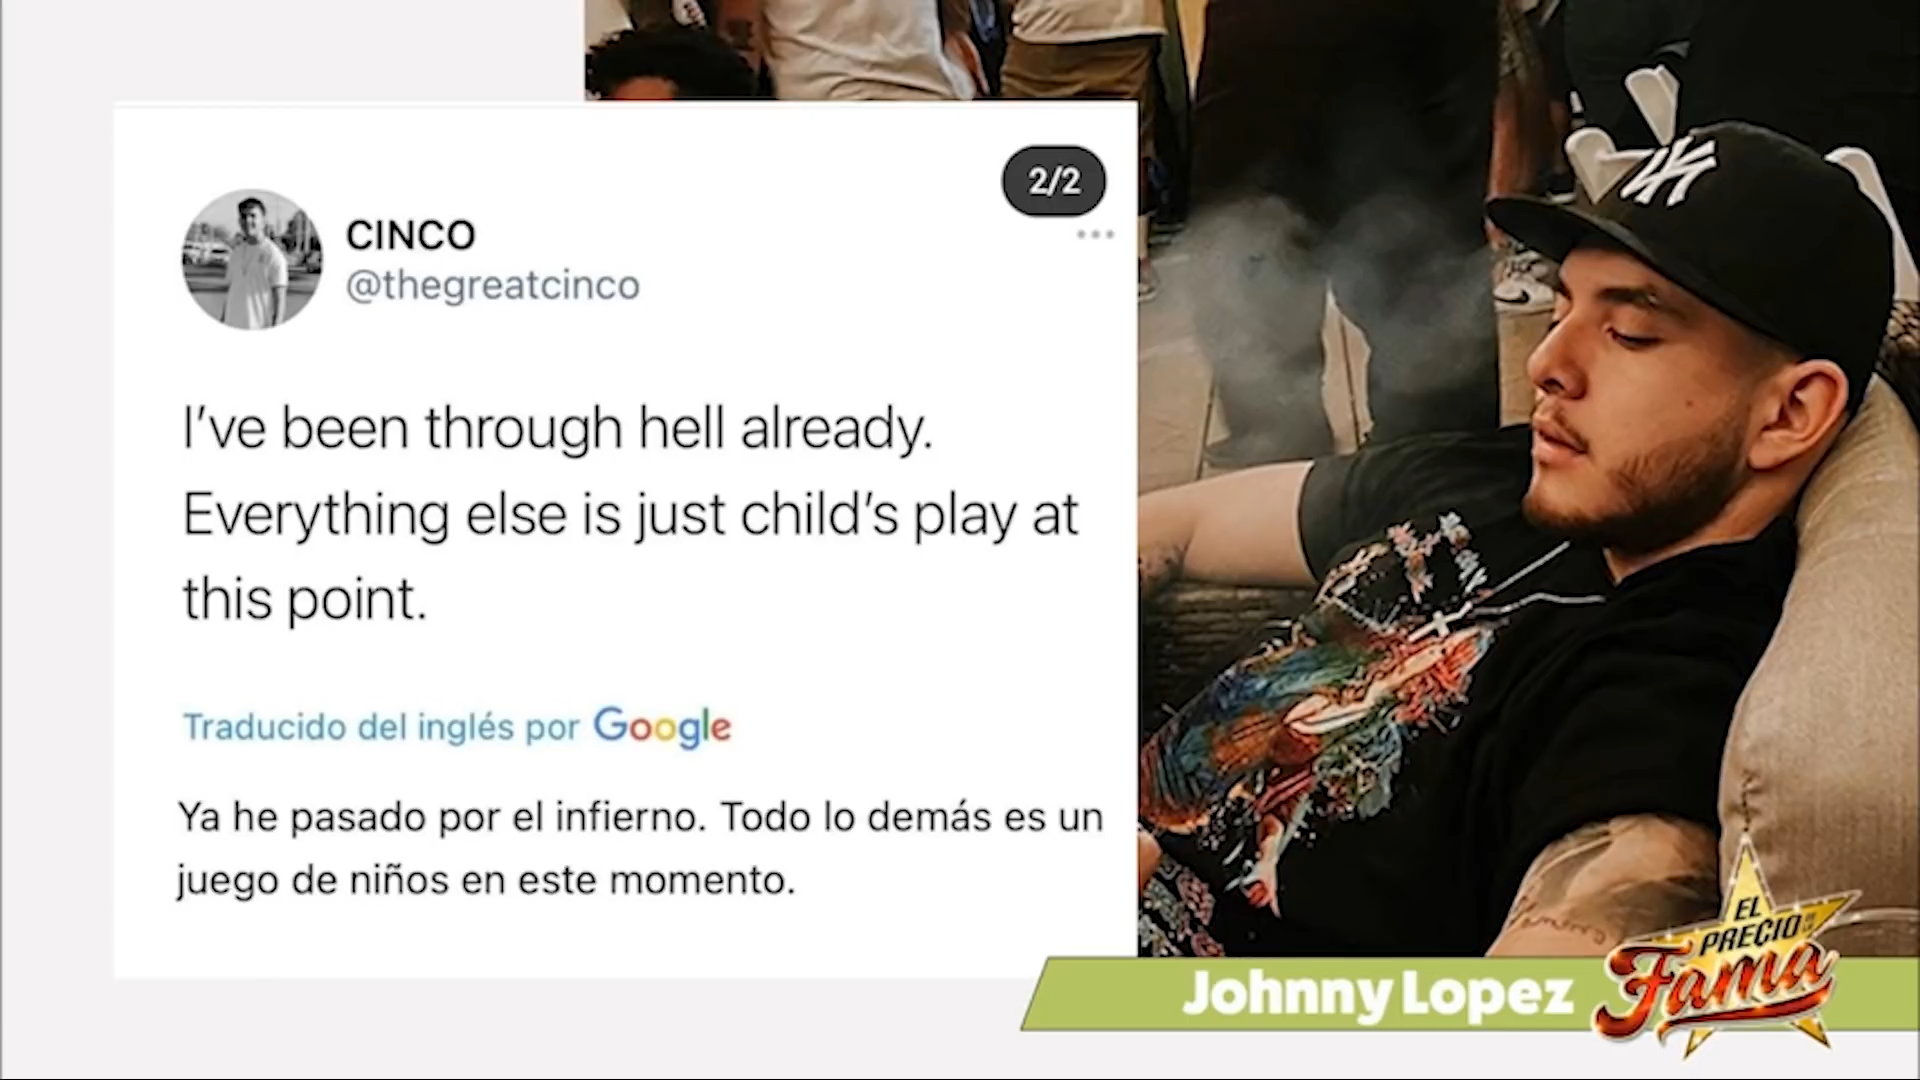 2/2
CINCO
@thegreatcinco
I've been through hell already.
Everything else is just child's play at
this point.
Traducido del inglés por Google
Ya he pasado por el infierno. Todo lo demás es un
juego de niños en este momento.
Johnny Lopez
EL
PRECIO DE LA
Fama